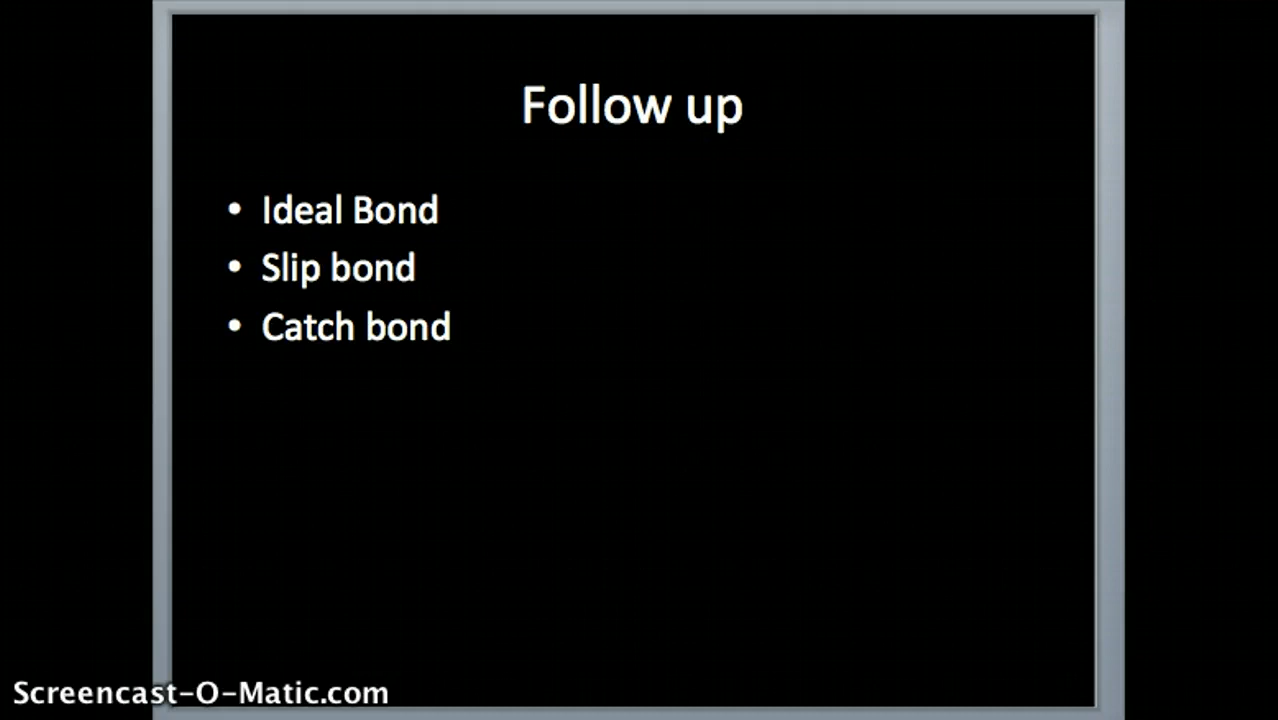 Follow up
• Ideal Bond
• Slip bond
• Catch bond
Screencast-O-Matic.com